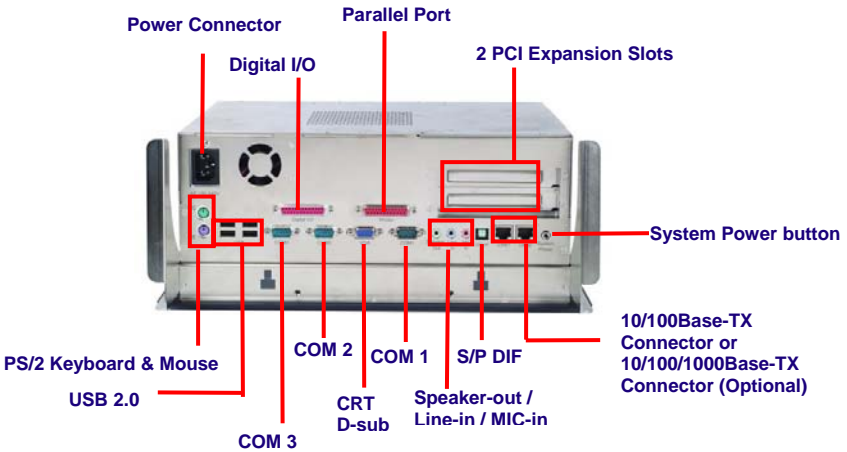 Parallel Port
Power Connector
2 PCI Expansion Slots
Digital I/O
System Power button
10/100Base-TX
Connector or
10/100/1000Base-TX
Connector (Optional)
COM 2
COM 1
S/P DIF
PS/2 Keyboard & Mouse
USB 2.0
CRT
D-sub
Speaker-out /
Line-in / MIC-in
COM 3